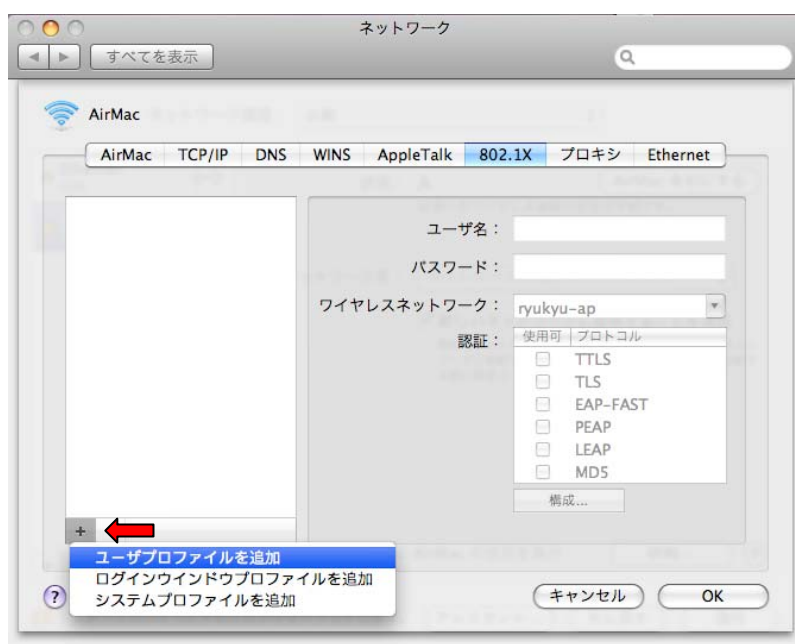 ネットワーク
すべてを表示
AirMac
AirMac TCP/IP DNS WINS AppleTalk 802.1X プロキシ Ethernet
ユーザ名：
パスワード：
ワイヤレスネットワーク： ryukyu-ap
認証： 使用可 プロトコル
TTLS
TLS
EAP-FAST
PEAP
LEAP
MD5
構成...
+
ユーザプロファイルを追加
ログインウインドウプロファイルを追加
システムプロファイルを追加
? キャンセル OK